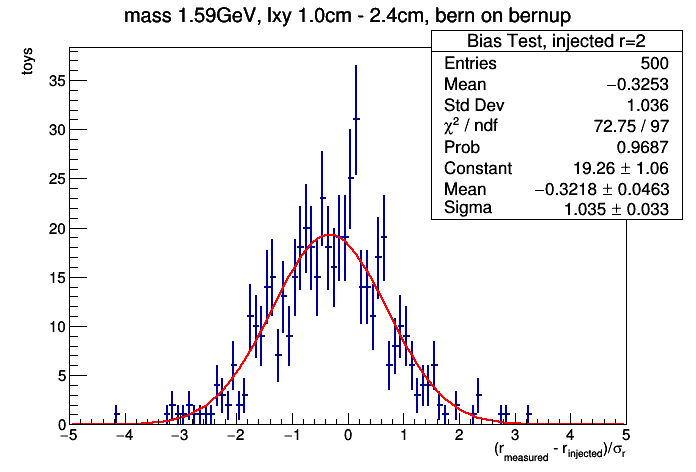 mass 1.59GeV, lxy 1.0cm - 2.4cm, bern on bernup
Bias Test, injected r=2
Entries 500
Mean −0.3253
Std Dev 1.036
χ² / ndf 72.75 / 97
Prob 0.9687
Constant 19.26 ± 1.06
Mean −0.3218 ± 0.0463
Sigma 1.035 ± 0.033
toys
35
30
25
20
15
10
5
0
−5 −4 −3 −2 −1 0 1 2 3 4 5
(r_measured - r_injected)/σ_r